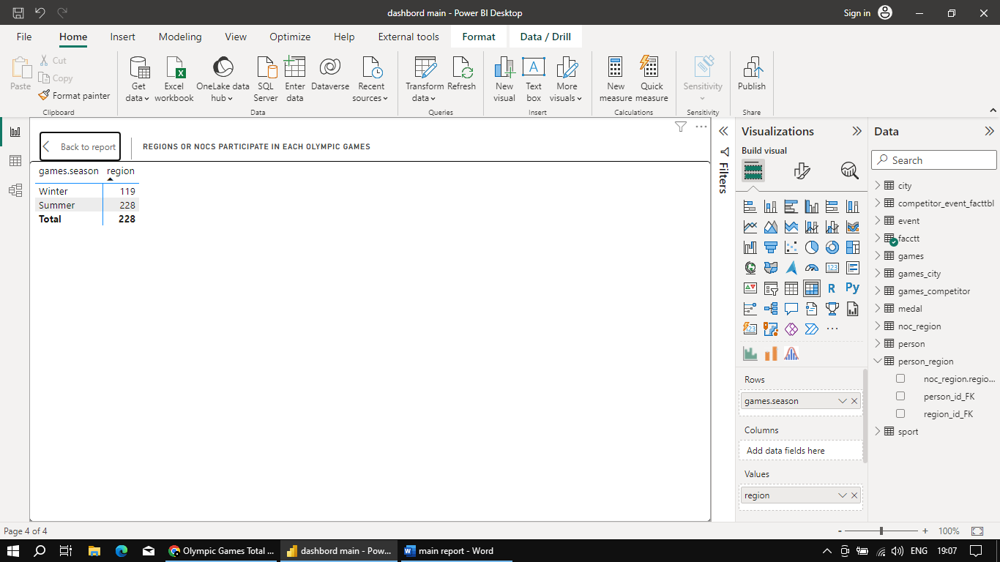 dashbord main - Power BI Desktop
Sign in
File Home Insert Modeling View Optimize Help External tools Format Data / Drill
Paste
Cut
Copy
Format painter
Clipboard
Get data
Excel workbook
OneLake data hub
SQL Server
Enter data
Dataverse
Recent sources
Data
Transform data
Refresh
Queries
New visual
Text box
More visuals
Insert
New measure
Quick measure
Calculations
Sensitivity
Sensitivity
Publish
Share
Back to report
REGIONS OR NOCS PARTICIPATE IN EACH OLYMPIC GAMES
games.season region
Winter 119
Summer 228
Total 228
Filters
Visualizations
Build visual
123
R
Py
123
Rows
games.season
Columns
Add data fields here
Values
region
Data
Search
city
competitor_event_facttbl
event
facctt
games
games_city
games_competitor
medal
noc_region
person
person_region
noc_region.regio...
person_id_FK
region_id_FK
sport
Page 4 of 4
- + 100%
Olympic Games Total ...
dashbord main - Pow...
main report - Word
ENG 19:07